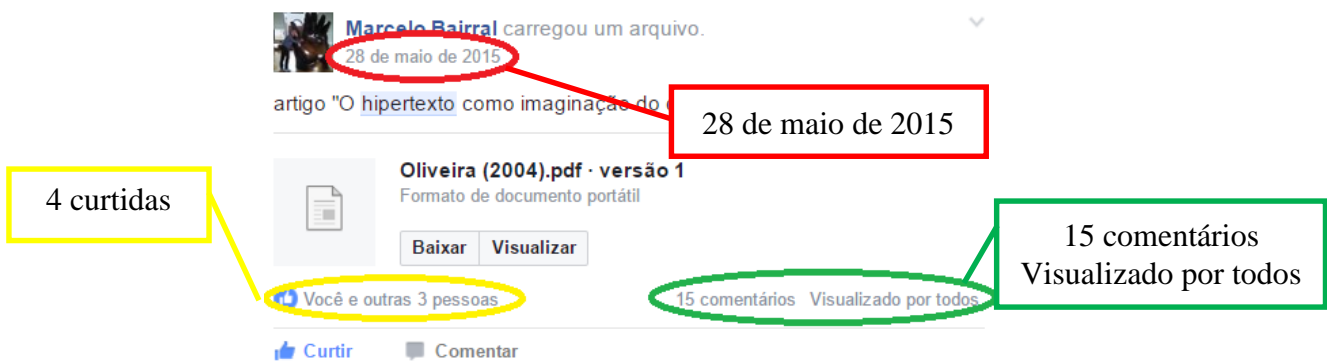 Marcelo Bairral carregou um arquivo.
28 de maio de 2015
artigo "O hipertexto como imaginação do
28 de maio de 2015
Oliveira (2004).pdf · versão 1
Formato de documento portátil
4 curtidas
Baixar Visualizar
15 comentários
Visualizado por todos
Você e outras 3 pessoas
15 comentários Visualizado por todos
Curtir Comentar